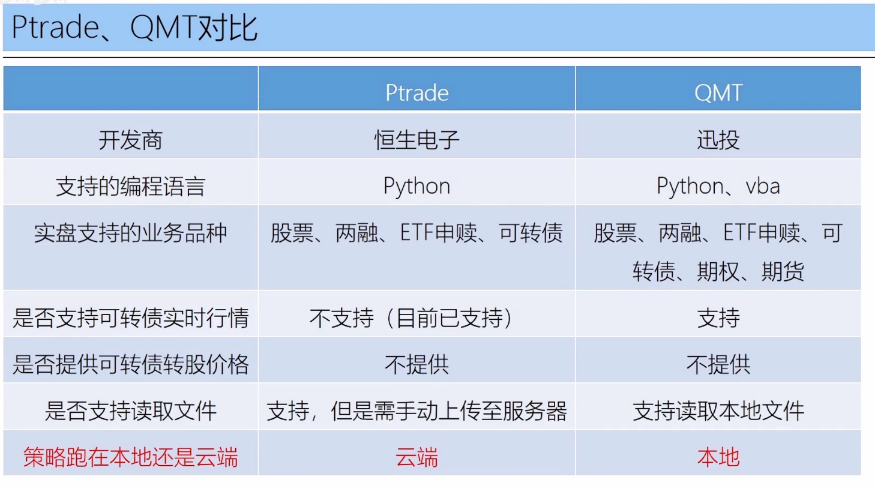 Ptrade、QMT对比
Ptrade
QMT
开发商
恒生电子
迅投
支持的编程语言
Python
Python、vba
实盘支持的业务品种
股票、两融、ETF申赎、可转债
股票、两融、ETF申赎、可
转债、期权、期货
是否支持可转债实时行情
不支持（目前已支持）
支持
是否提供可转债转股价格
不提供
不提供
是否支持读取文件
支持，但是需手动上传至服务器
支持读取本地文件
策略跑在本地还是云端
云端
本地